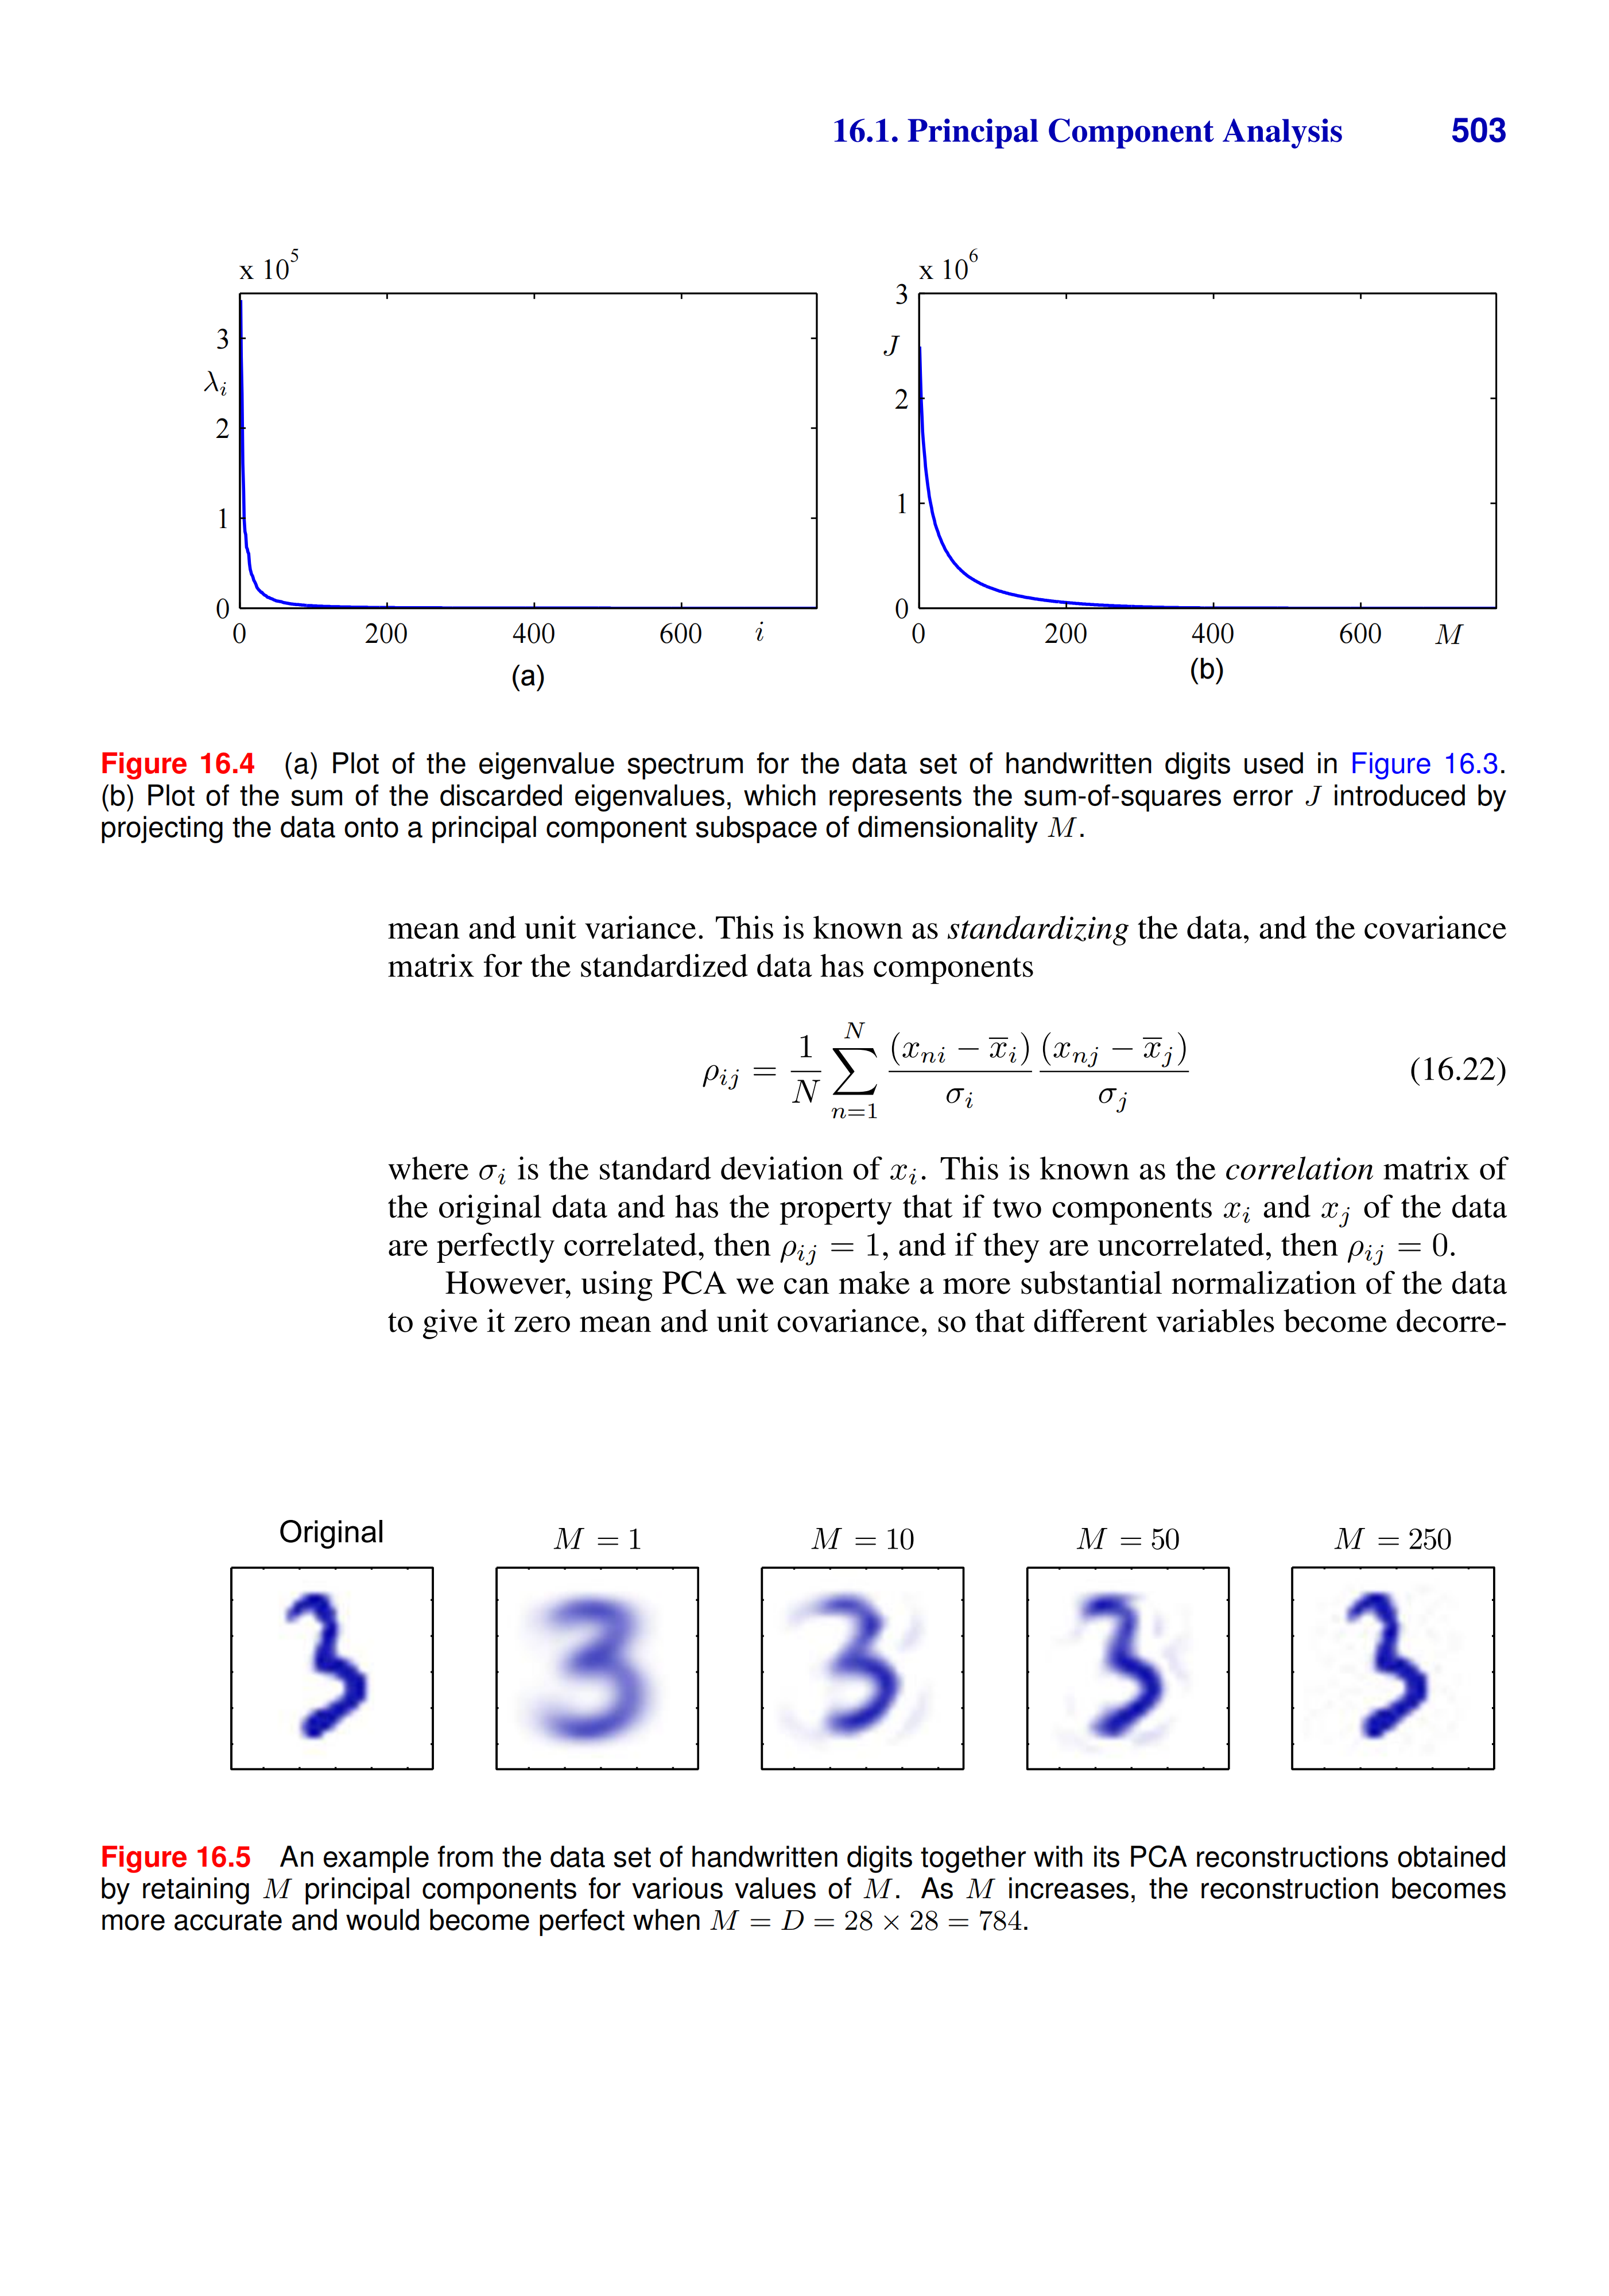 16.1. Principal Component Analysis 503
x 10^5
3
λ_i
2
1
0
0 200 400 600 i
(a)
x 10^6
3
J
2
1
0
0 200 400 600 M
(b)
Figure 16.4 (a) Plot of the eigenvalue spectrum for the data set of handwritten digits used in Figure 16.3.
(b) Plot of the sum of the discarded eigenvalues, which represents the sum-of-squares error J introduced by
projecting the data onto a principal component subspace of dimensionality M.
mean and unit variance. This is known as standardizing the data, and the covariance
matrix for the standardized data has components
ρ_{ij} = \frac{1}{N} \sum_{n=1}^{N} \frac{(x_{ni} − \overline{x}_i)}{σ_i} \frac{(x_{nj} − \overline{x}_j)}{σ_j} (16.22)
where σ_i is the standard deviation of x_i. This is known as the correlation matrix of
the original data and has the property that if two components x_i and x_j of the data
are perfectly correlated, then ρ_{ij} = 1, and if they are uncorrelated, then ρ_{ij} = 0.
However, using PCA we can make a more substantial normalization of the data
to give it zero mean and unit covariance, so that different variables become decorre-
Original M = 1 M = 10 M = 50 M = 250
Figure 16.5 An example from the data set of handwritten digits together with its PCA reconstructions obtained
by retaining M principal components for various values of M. As M increases, the reconstruction becomes
more accurate and would become perfect when M = D = 28 × 28 = 784.